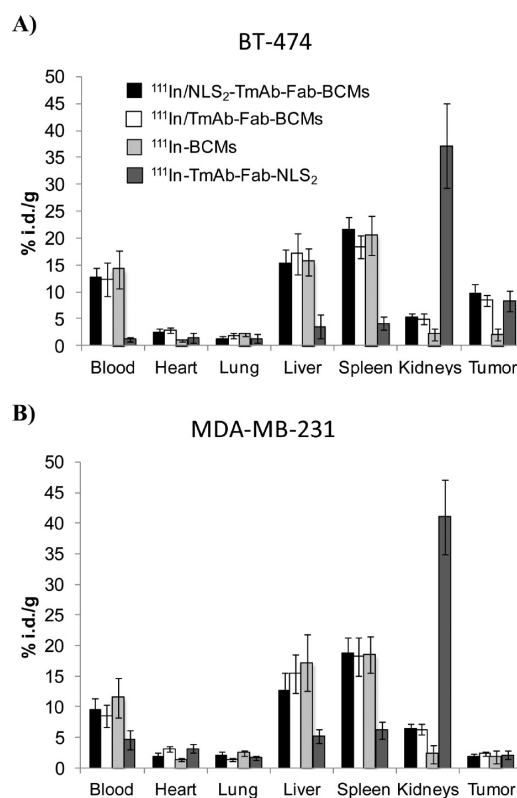 A)
BT-474
50
45
40
35
30
25
20
15
10
5
0
% i.d./g
¹¹¹In/NLS₂-TmAb-Fab-BCMs
¹¹¹In/TmAb-Fab-BCMs
¹¹¹In-BCMs
¹¹¹In-TmAb-Fab-NLS₂
Blood Heart Lung Liver Spleen Kidneys Tumor
B)
MDA-MB-231
50
45
40
35
30
25
20
15
10
5
0
% i.d./g
Blood Heart Lung Liver Spleen Kidneys Tumor